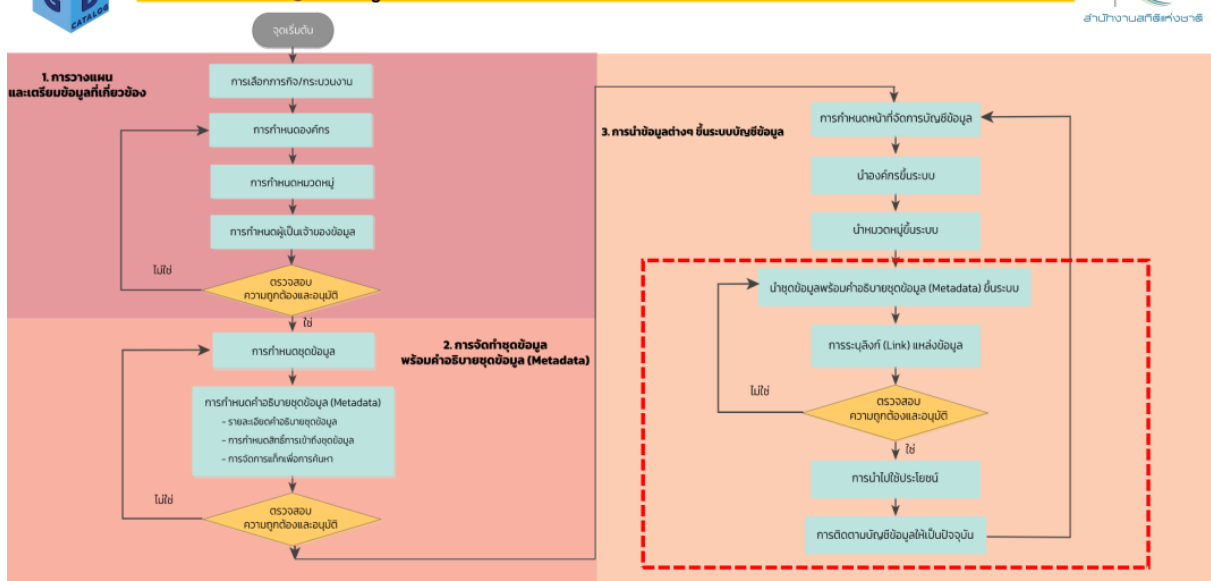 CATALOG
สำนักงานสถิติแห่งชาติ
จุดเริ่มต้น
1. การวางแผน
และเตรียมข้อมูลที่เกี่ยวข้อง
การเลือกภารกิจ/กระบวนงาน
การกำหนดองค์กร
การกำหนดหมวดหมู่
การกำหนดผู้เป็นเจ้าของข้อมูล
ไม่ใช่
ตรวจสอบ
ความถูกต้องและอนุมัติ
ใช่
2. การจัดทำชุดข้อมูล
พร้อมคำอธิบายชุดข้อมูล (Metadata)
การกำหนดชุดข้อมูล
การกำหนดคำอธิบายชุดข้อมูล (Metadata)
- รายละเอียดคำอธิบายชุดข้อมูล
- การกำหนดสิทธิ์การเข้าถึงชุดข้อมูล
- การจัดการแท็กเพื่อการค้นหา
ไม่ใช่
ตรวจสอบ
ความถูกต้องและอนุมัติ
3. การนำข้อมูลต่างๆ ขึ้นระบบบัญชีข้อมูล
การกำหนดหน้าที่จัดการบัญชีข้อมูล
นำองค์กรขึ้นระบบ
นำหมวดหมู่ขึ้นระบบ
นำชุดข้อมูลพร้อมคำอธิบายชุดข้อมูล (Metadata) ขึ้นระบบ
การระบุลิงก์ (Link) แหล่งข้อมูล
ไม่ใช่
ตรวจสอบ
ความถูกต้องและอนุมัติ
ใช่
การนำไปใช้ประโยชน์
การติดตามบัญชีข้อมูลให้เป็นปัจจุบัน